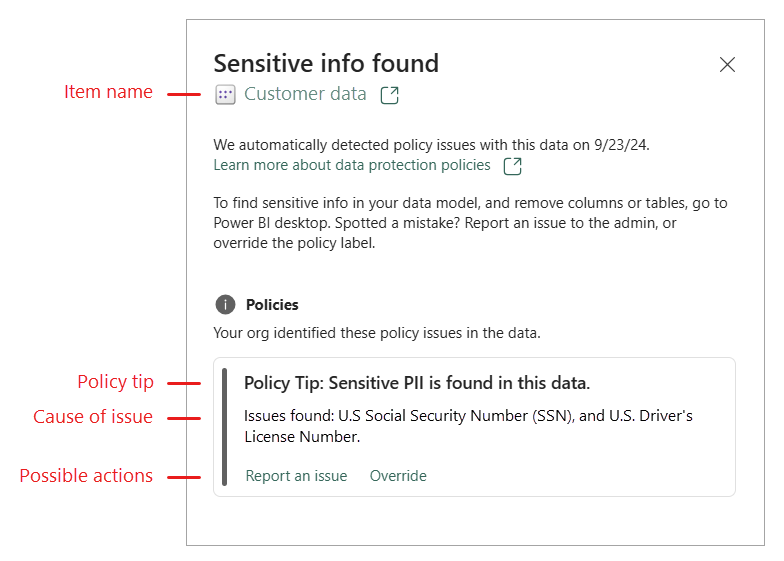 Sensitive info found
Item name
Customer data
We automatically detected policy issues with this data on 9/23/24.
Learn more about data protection policies
To find sensitive info in your data model, and remove columns or tables, go to
Power BI desktop. Spotted a mistake? Report an issue to the admin, or
override the policy label.
i
Policies
Your org identified these policy issues in the data.
Policy tip
Policy Tip: Sensitive PII is found in this data.
Cause of issue
Issues found: U.S Social Security Number (SSN), and U.S. Driver's
License Number.
Possible actions
Report an issue
Override